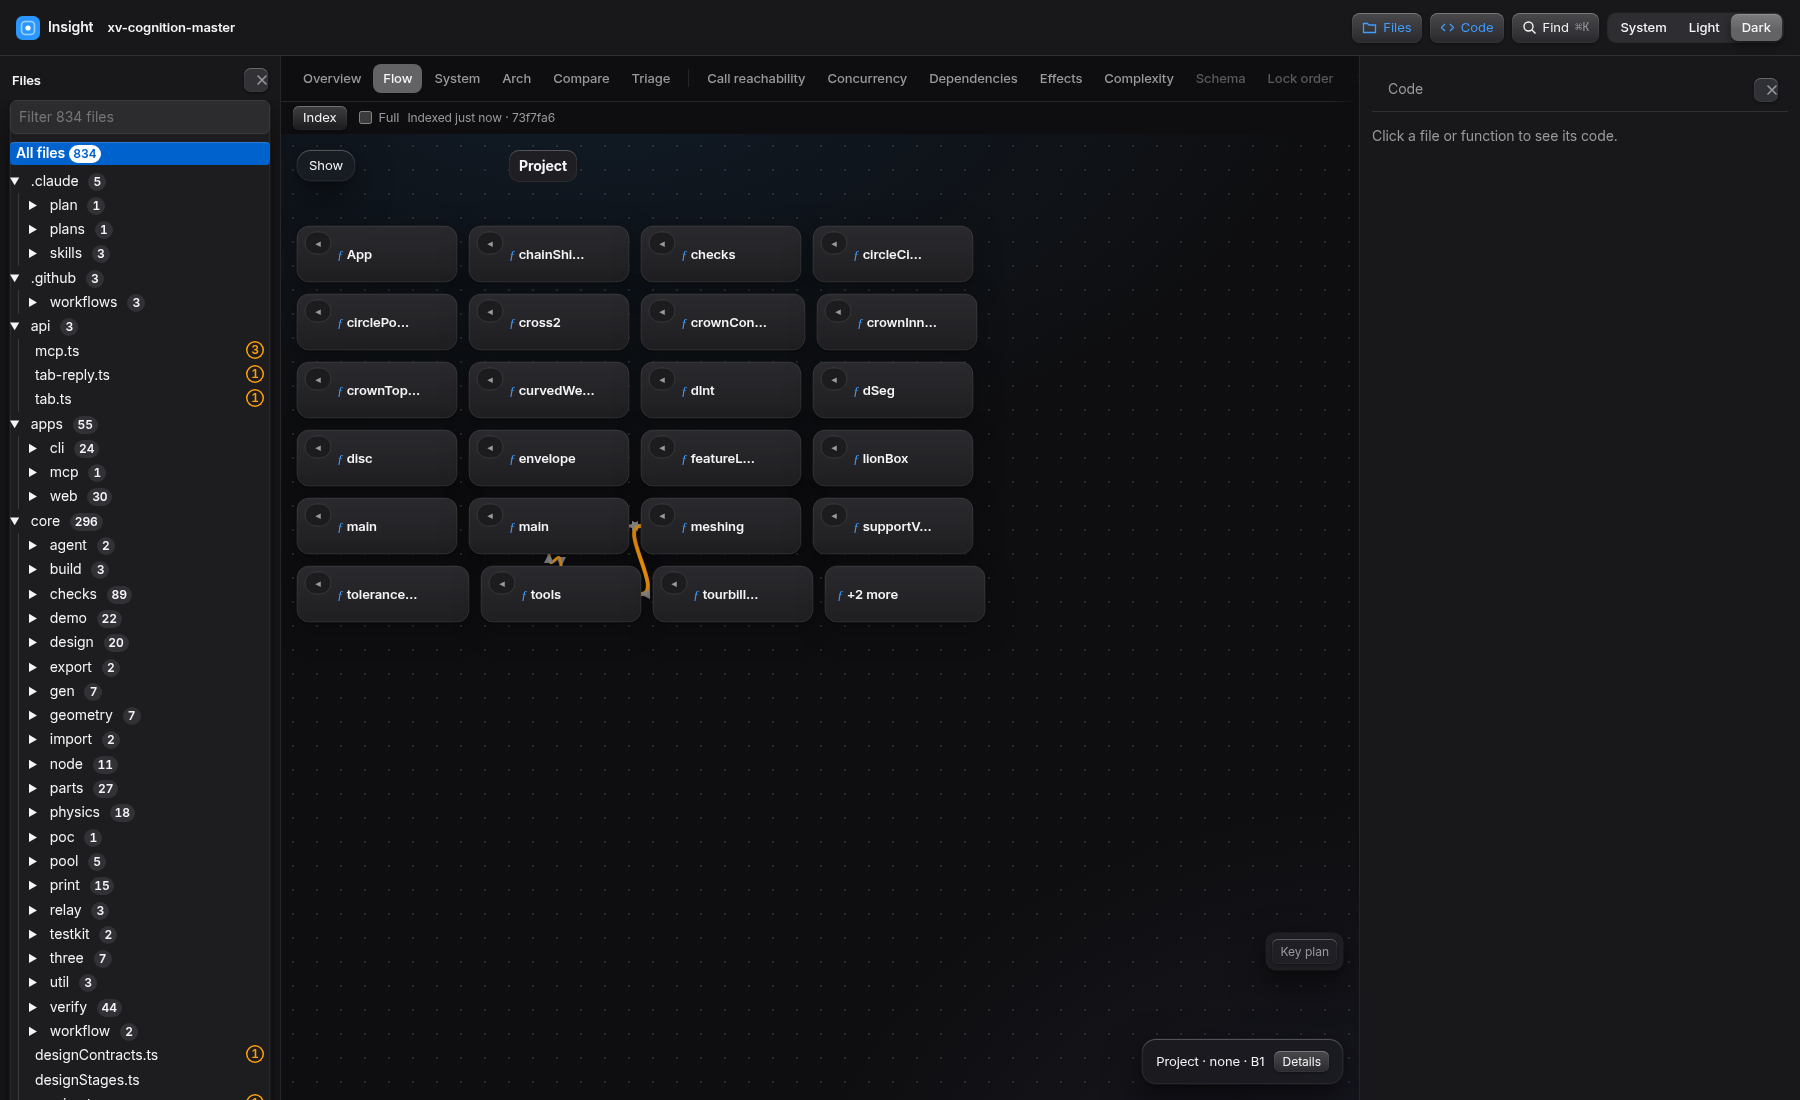 Insight xv-cognition-master Files Code Find ⌘K System Light Dark
Files
Filter 834 files
All files 834
.claude 5
plan 1
plans 1
skills 3
.github 3
workflows 3
api 3
mcp.ts 3
tab-reply.ts 1
tab.ts 1
apps 55
cli 24
mcp 1
web 30
core 296
agent 2
build 3
checks 89
demo 22
design 20
export 2
gen 7
geometry 7
import 2
node 11
parts 27
physics 18
poc 1
pool 5
print 15
relay 3
testkit 2
three 7
util 3
verify 44
workflow 2
designContracts.ts 1
designStages.ts
Overview Flow System Arch Compare Triage Call reachability Concurrency Dependencies Effects Complexity Schema Lock order
Index Full Indexed just now · 73f7fa6
Show Project
ƒ App ƒ chainShi... ƒ checks ƒ circleCi...
ƒ circlePo... ƒ cross2 ƒ crownCon... ƒ crownInn...
ƒ crownTop... ƒ curvedWe... ƒ dInt ƒ dSeg
ƒ disc ƒ envelope ƒ featureL... ƒ lionBox
ƒ main ƒ main ƒ meshing ƒ supportV...
ƒ tolerance... ƒ tools ƒ tourbill... ƒ +2 more
Key plan
Project · none · B1 Details
Code
Click a file or function to see its code.